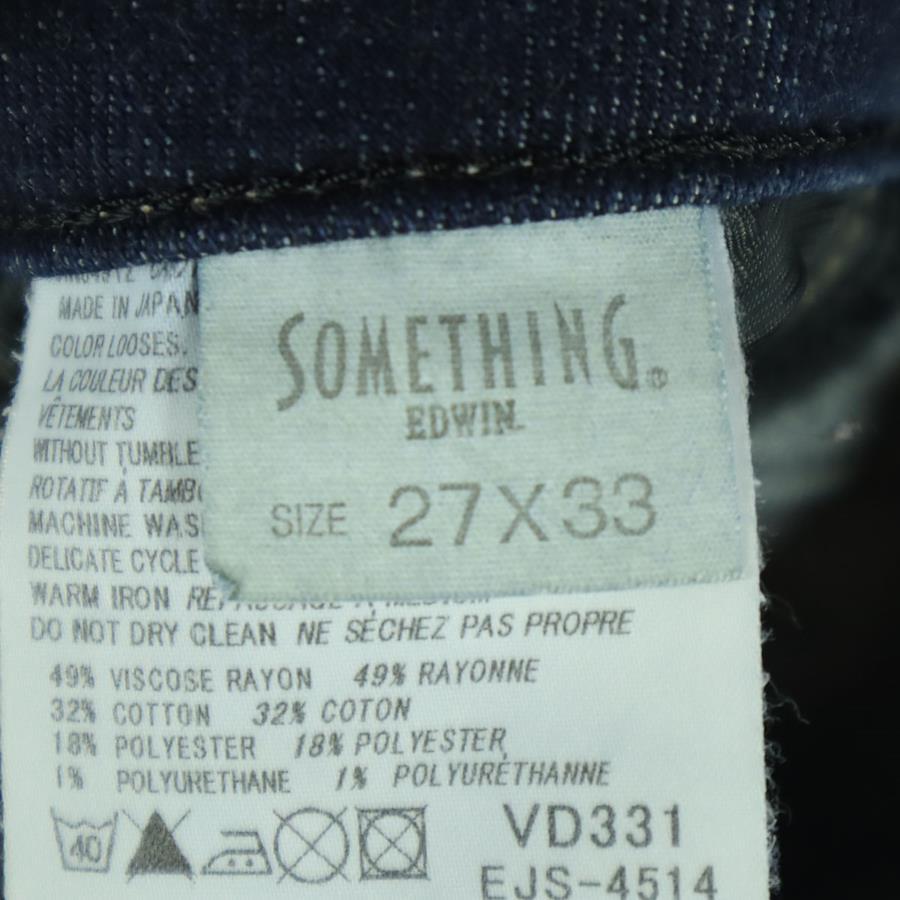 SOMETHING®
EDWIN.
SIZE 27X33
MADE IN JAPAN
COLOR LOOSES.
LA COULEUR DES
VÊTEMENTS
WITHOUT TUMBLE
ROTATIF À TAMB
MACHINE WAS
DELICATE CYCLE
WARM IRON REPASSAGE À MEDIUM
DO NOT DRY CLEAN NE SÉCHEZ PAS PROPRE
49% VISCOSE RAYON 49% RAYONNE
32% COTTON 32% COTON
18% POLYESTER 18% POLYESTER
1% POLYURETHANE 1% POLYURÉTHANNE
40
VD331
EJS-4514